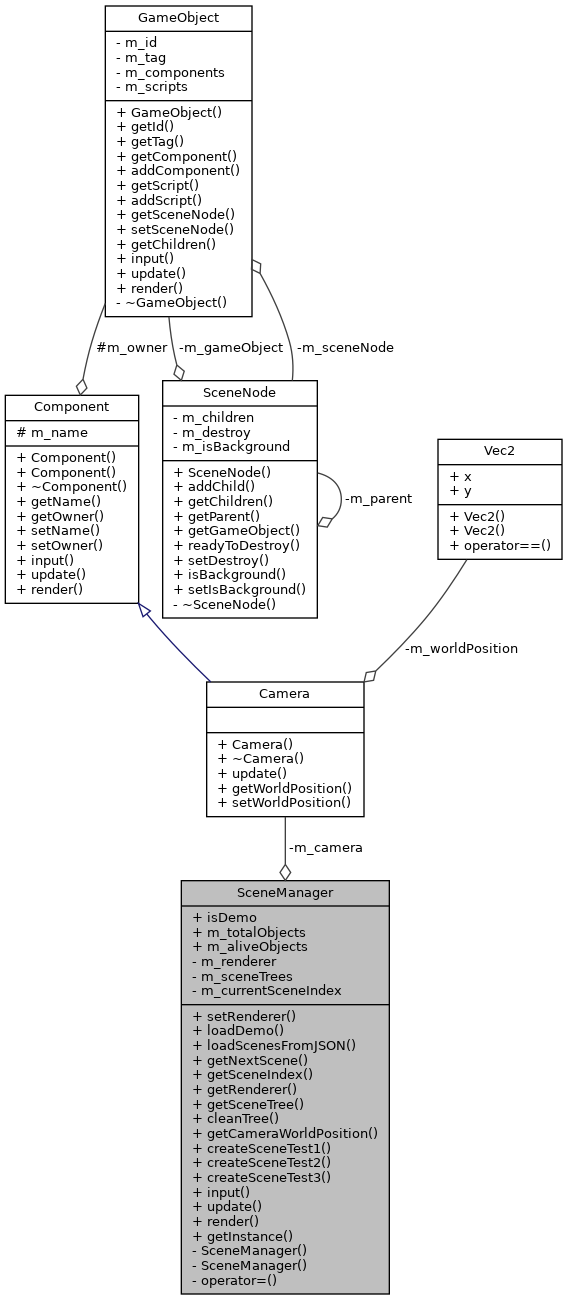 GameObject
- m_id
- m_tag
- m_components
- m_scripts
+ GameObject()
+ getId()
+ getTag()
+ getComponent()
+ addComponent()
+ getScript()
+ addScript()
+ getSceneNode()
+ setSceneNode()
+ getChildren()
+ input()
+ update()
+ render()
- ~GameObject()
#m_owner
-m_gameObject
-m_sceneNode
Component
# m_name
+ Component()
+ Component()
+ ~Component()
+ getName()
+ getOwner()
+ setName()
+ setOwner()
+ input()
+ update()
+ render()
SceneNode
- m_children
- m_destroy
- m_isBackground
+ SceneNode()
+ addChild()
+ getChildren()
+ getParent()
+ getGameObject()
+ readyToDestroy()
+ setDestroy()
+ isBackground()
+ setIsBackground()
- ~SceneNode()
-m_parent
Vec2
+ x
+ y
+ Vec2()
+ Vec2()
+ operator==()
-m_worldPosition
Camera
+ Camera()
+ ~Camera()
+ update()
+ getWorldPosition()
+ setWorldPosition()
-m_camera
SceneManager
+ isDemo
+ m_totalObjects
+ m_aliveObjects
- m_renderer
- m_sceneTrees
- m_currentSceneIndex
+ setRenderer()
+ loadDemo()
+ loadScenesFromJSON()
+ getNextScene()
+ getSceneIndex()
+ getRenderer()
+ getSceneTree()
+ cleanTree()
+ getCameraWorldPosition()
+ createSceneTest1()
+ createSceneTest2()
+ createSceneTest3()
+ input()
+ update()
+ render()
+ getInstance()
- SceneManager()
- SceneManager()
- operator=()